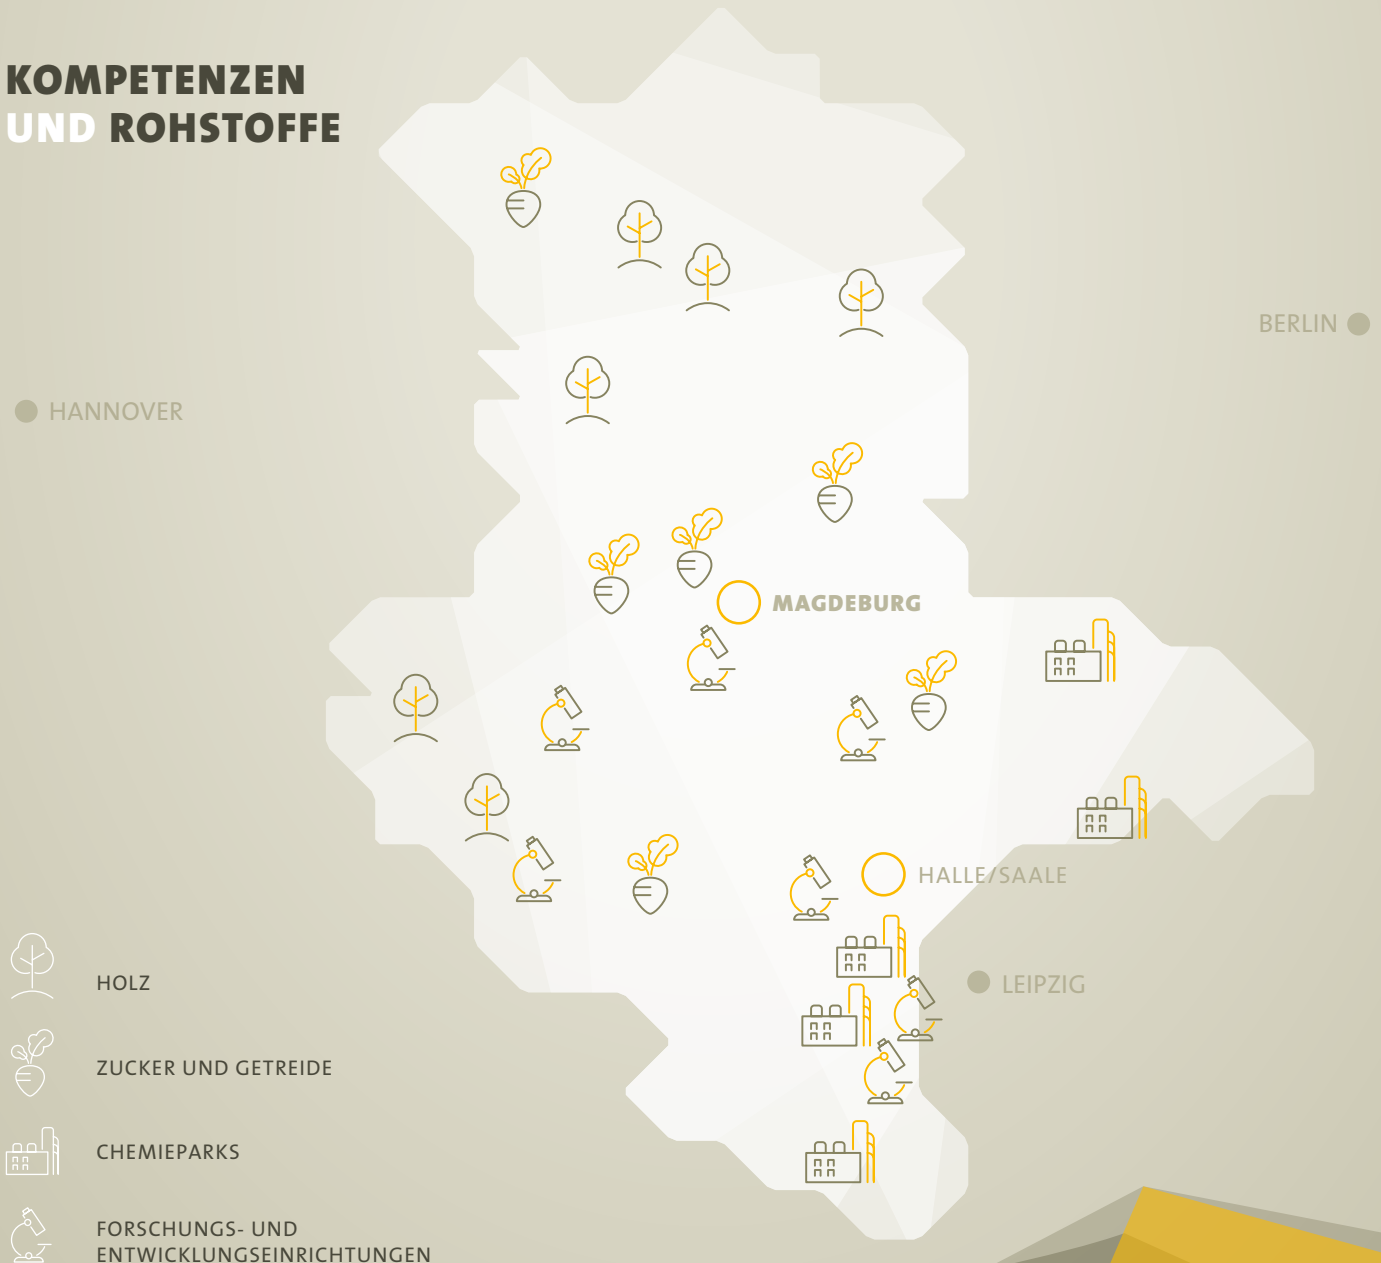 KOMPETENZEN
UND ROHSTOFFE
BERLIN
HANNOVER
MAGDEBURG
HALLE/SAALE
LEIPZIG
HOLZ
ZUCKER UND GETREIDE
CHEMIEPARKS
FORSCHUNGS- UND
ENTWICKLUNGSEINRICHTUNGEN